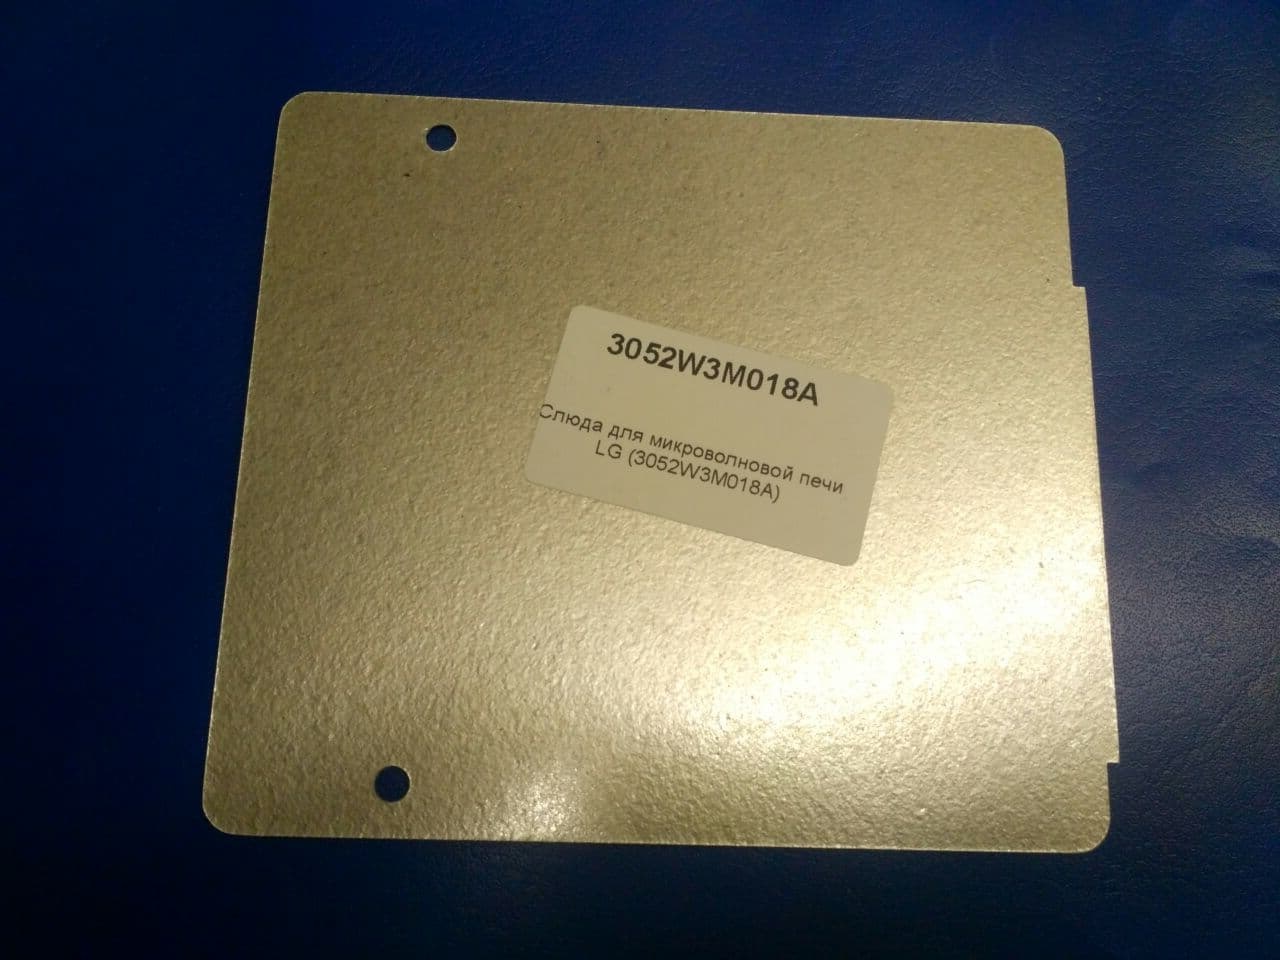 3052W3M018A
Слюда для микроволновой печи
LG (3052W3M018A)